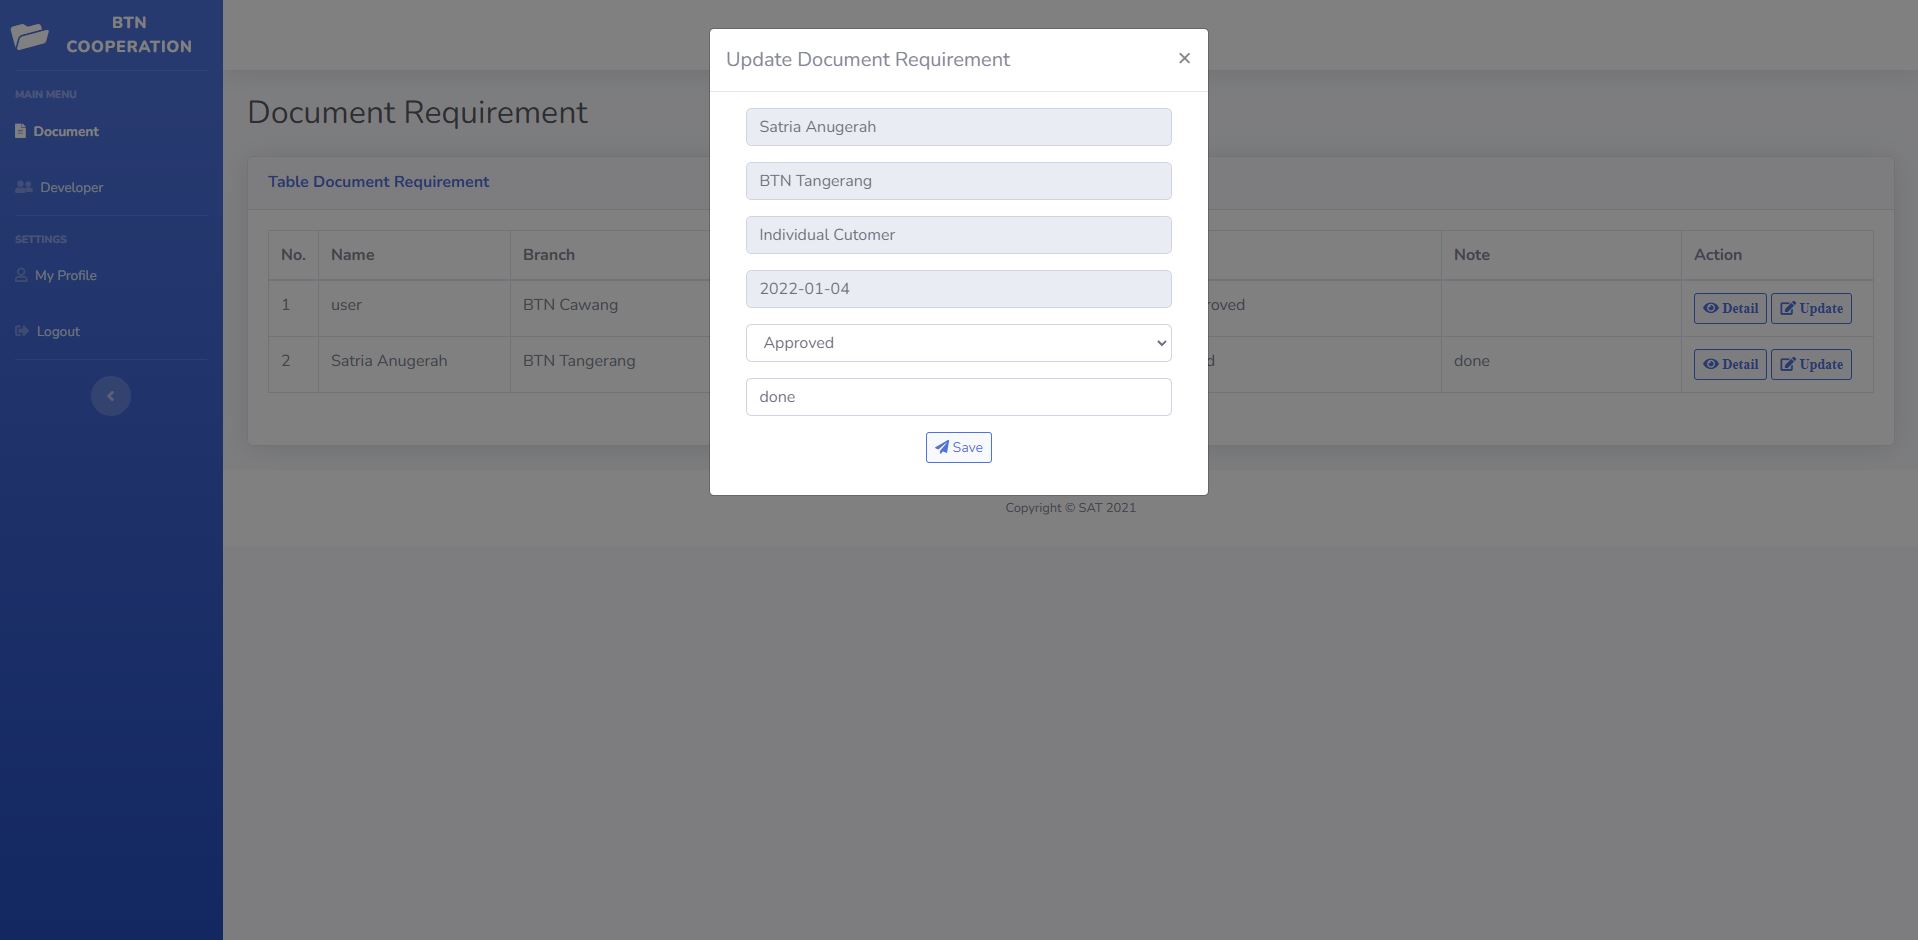 BTN
COOPERATION
MAIN MENU
Document
Developer
SETTINGS
My Profile
Logout
Document Requirement
Table Document Requirement
No. Name Branch Note Action
1 user BTN Cawang roved Detail Update
2 Satria Anugerah BTN Tangerang d done Detail Update
Update Document Requirement ×
Satria Anugerah
BTN Tangerang
Individual Cutomer
2022-01-04
Approved
done
Save
Copyright © SAT 2021